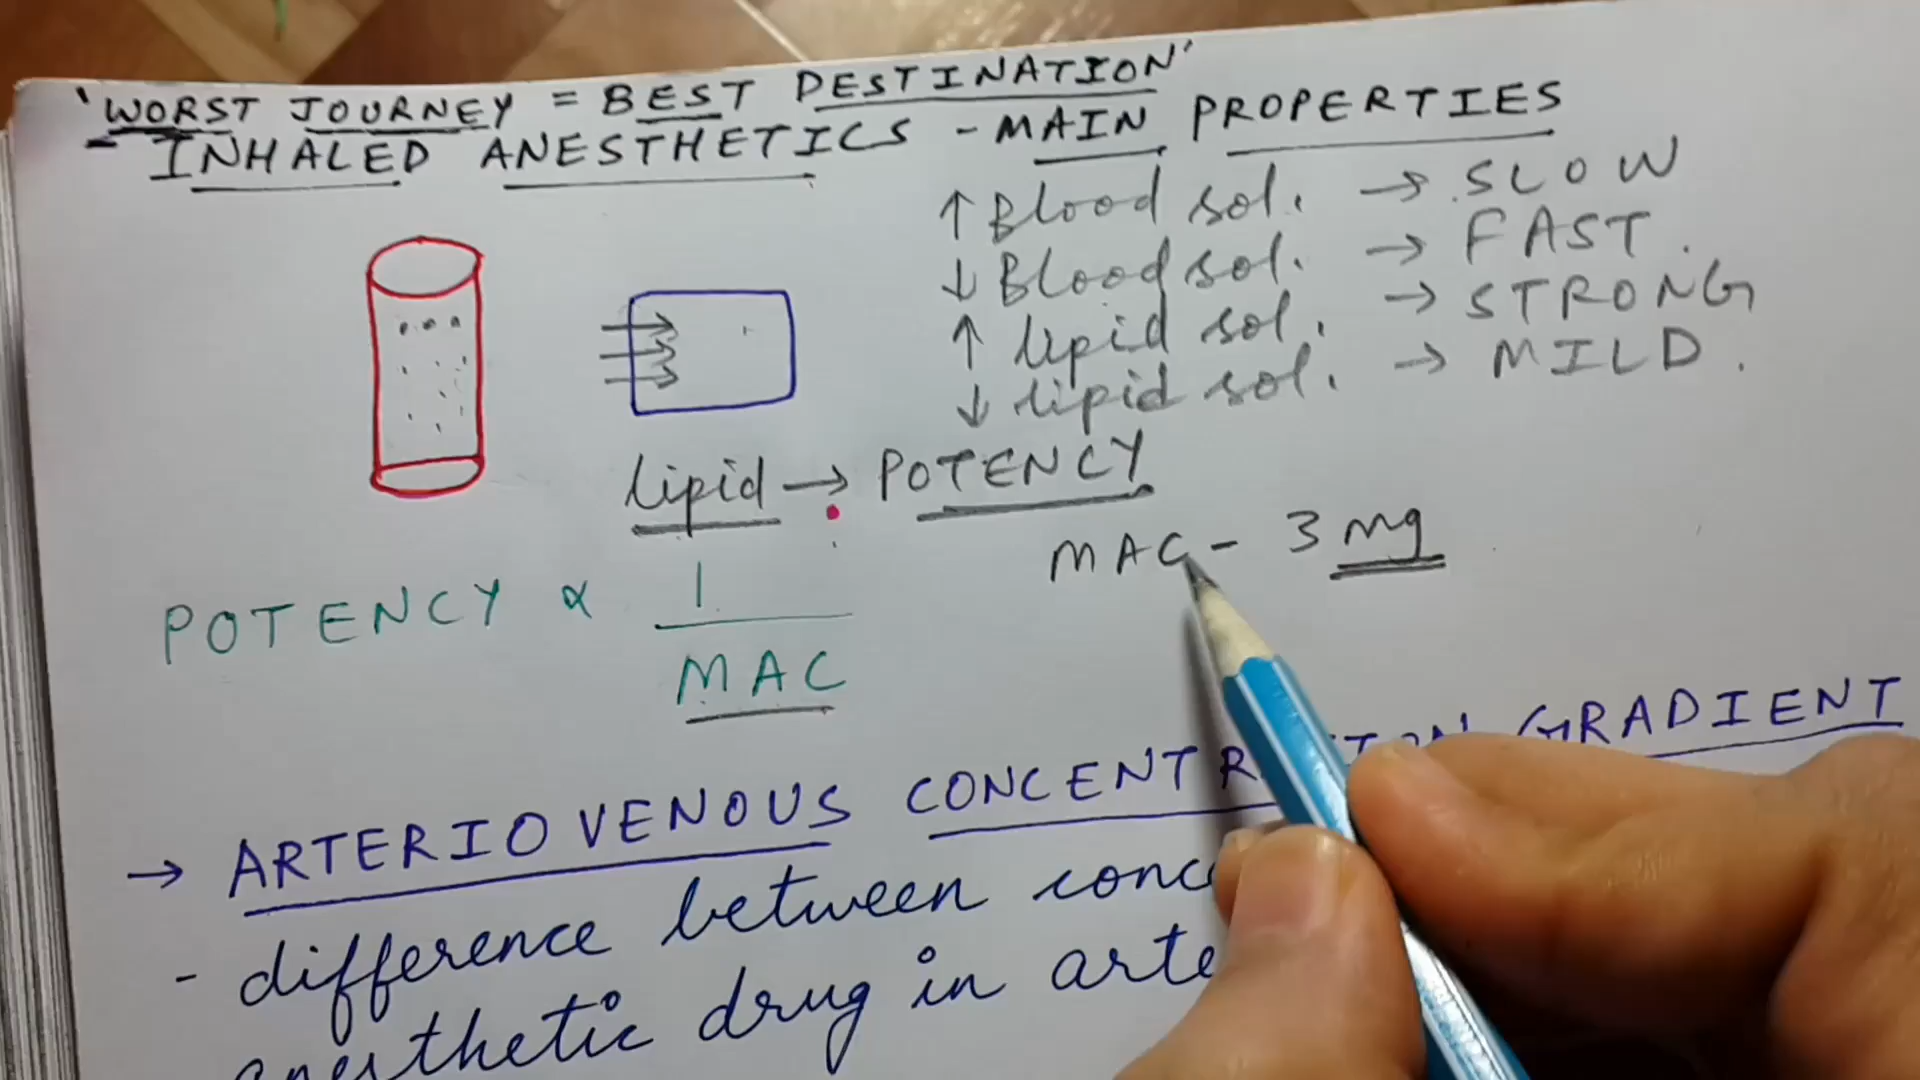 'WORST JOURNEY = BEST DESTINATION'
- INHALED ANESTHETICS - MAIN PROPERTIES
↑ Blood sol. → SLOW
↓ Blood sol. → FAST.
↑ lipid sol. → STRONG
↓ lipid sol. → MILD.
lipid → POTENCY
MAC - 3 mg
POTENCY ∝ 1
MAC
→ ARTERIOVENOUS CONCENTR TION GRADIENT
- difference between conc
anesthetic drug in arte